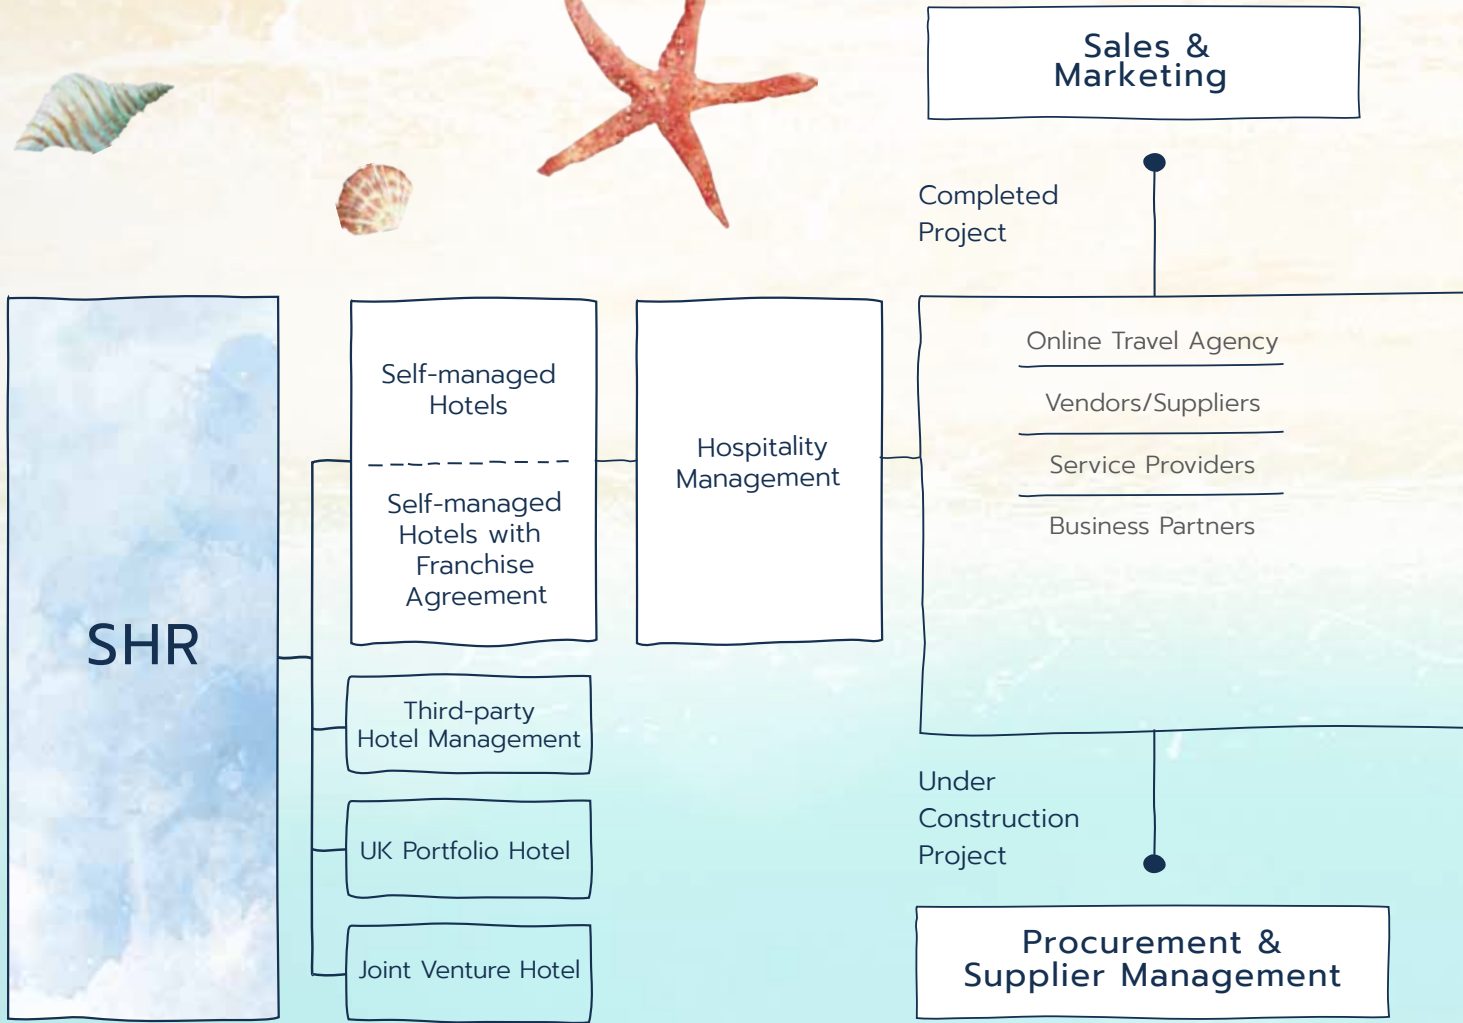 Sales &
Marketing
Completed
Project
SHR
Self-managed
Hotels
Self-managed
Hotels with
Franchise
Agreement
Third-party
Hotel Management
UK Portfolio Hotel
Joint Venture Hotel
Hospitality
Management
Online Travel Agency
Vendors/Suppliers
Service Providers
Business Partners
Under
Construction
Project
Procurement &
Supplier Management